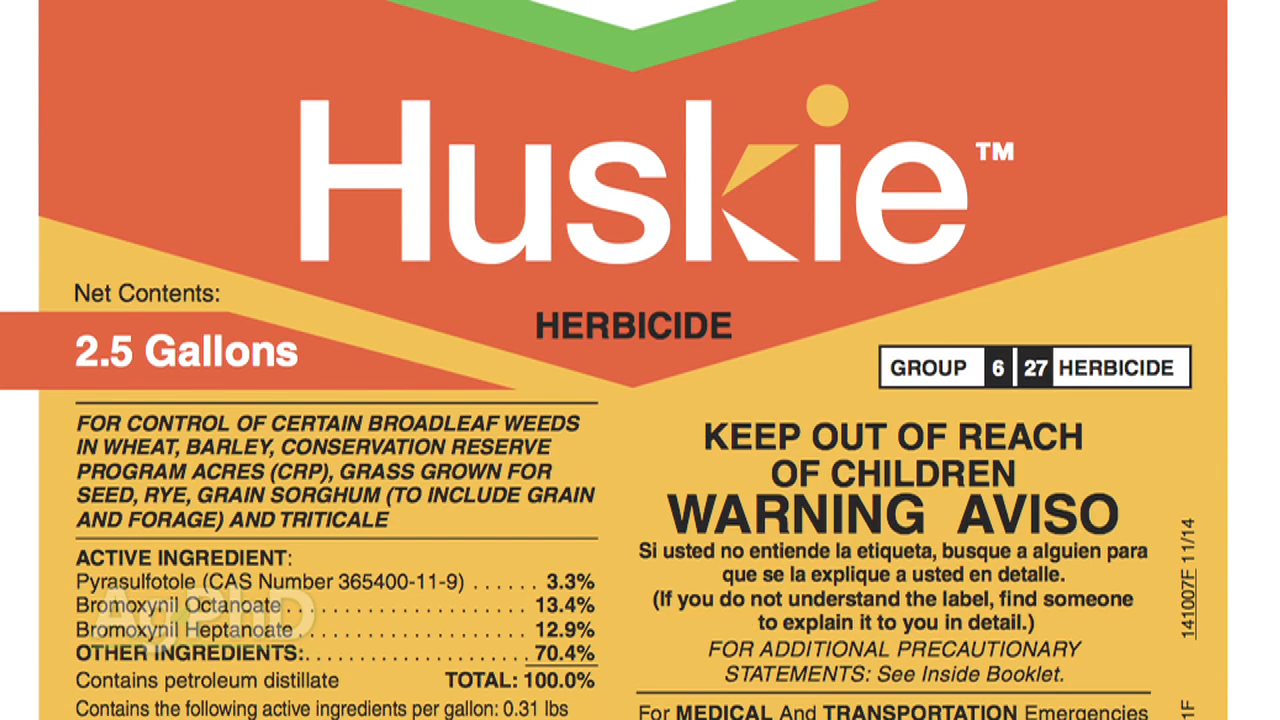 Huskie™
HERBICIDE
Net Contents:
2.5 Gallons
GROUP 6 27 HERBICIDE
FOR CONTROL OF CERTAIN BROADLEAF WEEDS
IN WHEAT, BARLEY, CONSERVATION RESERVE
PROGRAM ACRES (CRP), GRASS GROWN FOR
SEED, RYE, GRAIN SORGHUM (TO INCLUDE GRAIN
AND FORAGE) AND TRITICALE
ACTIVE INGREDIENT:
Pyrasulfotole (CAS Number 365400-11-9) . . . . . . 3.3%
Bromoxynil Octanoate . . . . . . . . . . . . . . . . . . . . 13.4%
Bromoxynil Heptanoate . . . . . . . . . . . . . . . . . . . 12.9%
OTHER INGREDIENTS: . . . . . . . . . . . . . . . . . . . 70.4%
Contains petroleum distillate TOTAL: 100.0%
Contains the following active ingredients per gallon: 0.31 lbs
AgPhD
KEEP OUT OF REACH
OF CHILDREN
WARNING AVISO
Si usted no entiende la etiqueta, busque a alguien para
que se la explique a usted en detalle.
(If you do not understand the label, find someone
to explain it to you in detail.)
FOR ADDITIONAL PRECAUTIONARY
STATEMENTS: See Inside Booklet.
For MEDICAL And TRANSPORTATION Emergencies
141007F 11/14